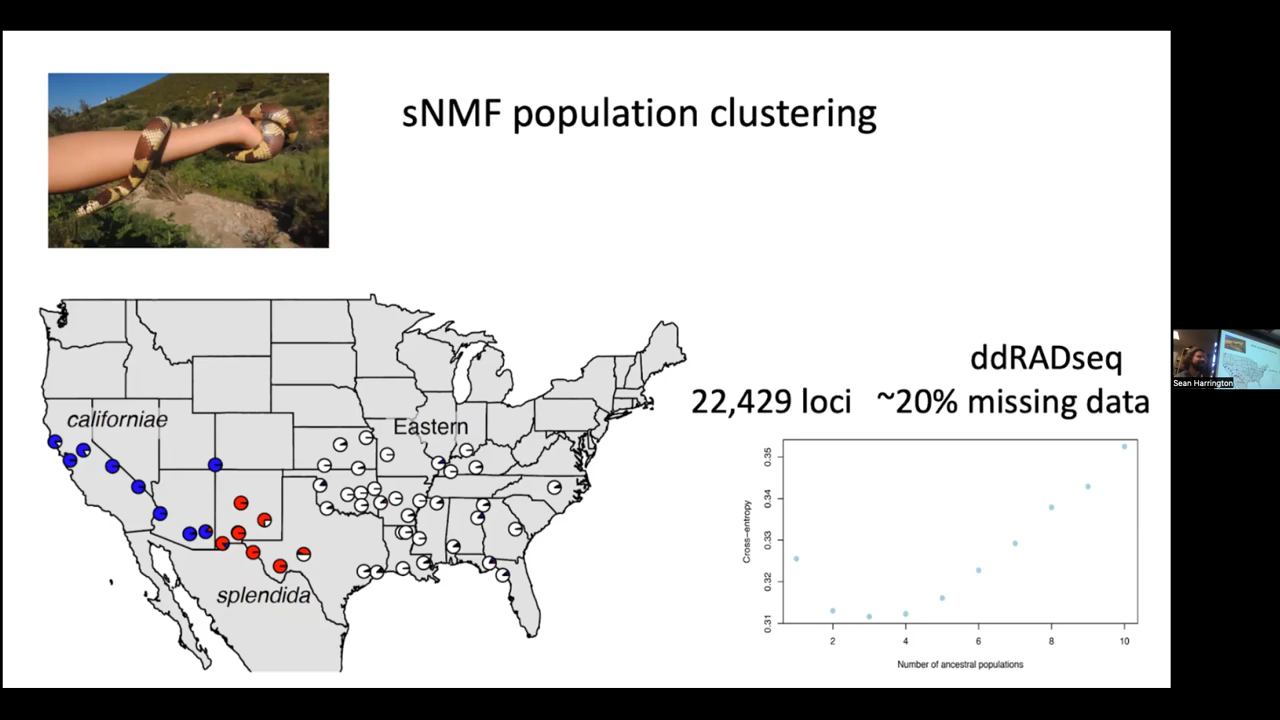 sNMF population clustering
californiae
Eastern
splendida
ddRADseq
22,429 loci ~20% missing data
Cross−entropy
0.35
0.34
0.33
0.32
0.31
2 4 6 8 10
Number of ancestral populations
Sean Harrington